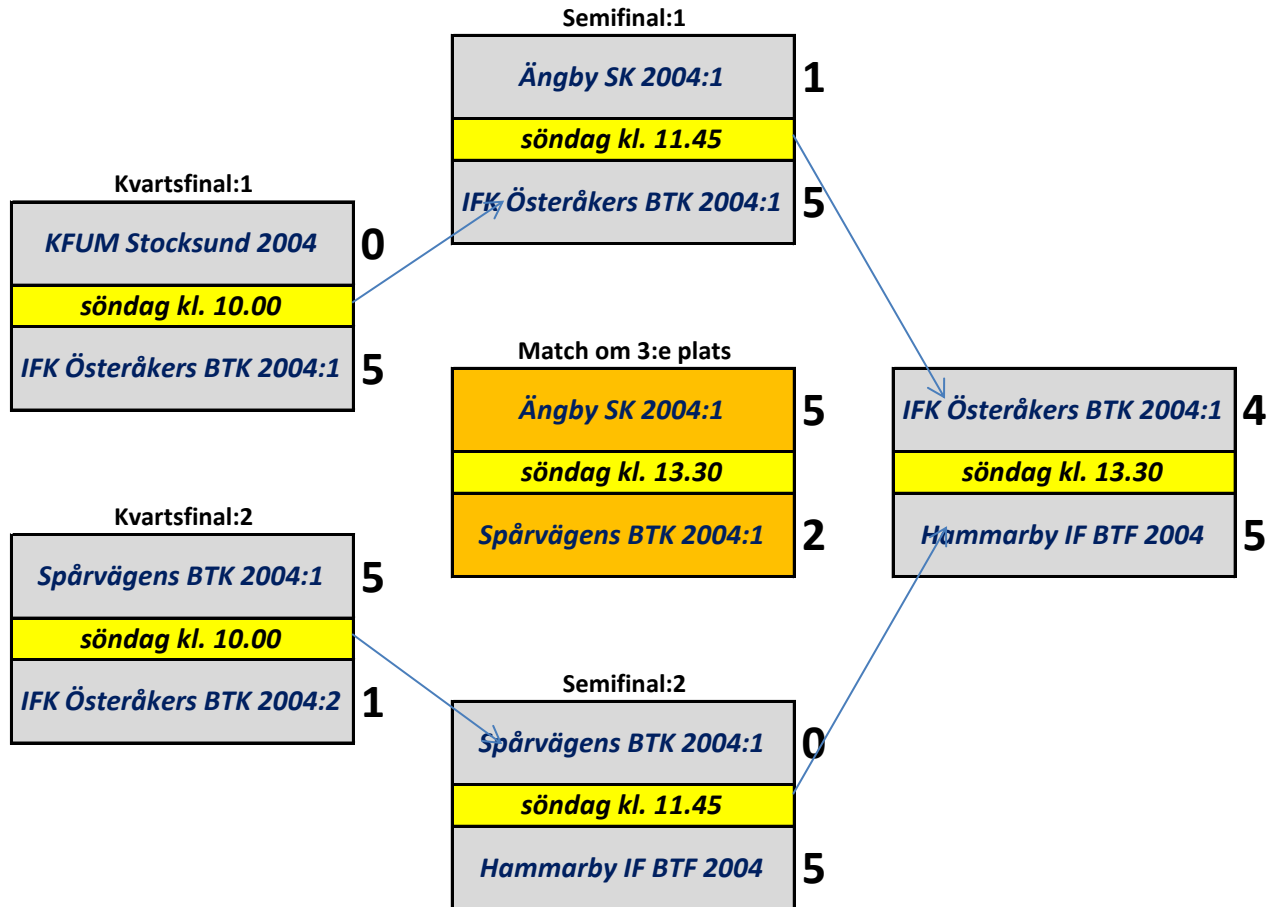 Semifinal:1
Ängby SK 2004:1 1
söndag kl. 11.45
IFK Österåkers BTK 2004:1 5
Kvartsfinal:1
KFUM Stocksund 2004 0
söndag kl. 10.00
IFK Österåkers BTK 2004:1 5
Match om 3:e plats
Ängby SK 2004:1 5
söndag kl. 13.30
Spårvägens BTK 2004:1 2
IFK Österåkers BTK 2004:1 4
söndag kl. 13.30
Hammarby IF BTF 2004 5
Kvartsfinal:2
Spårvägens BTK 2004:1 5
söndag kl. 10.00
IFK Österåkers BTK 2004:2 1
Semifinal:2
Spårvägens BTK 2004:1 0
söndag kl. 11.45
Hammarby IF BTF 2004 5